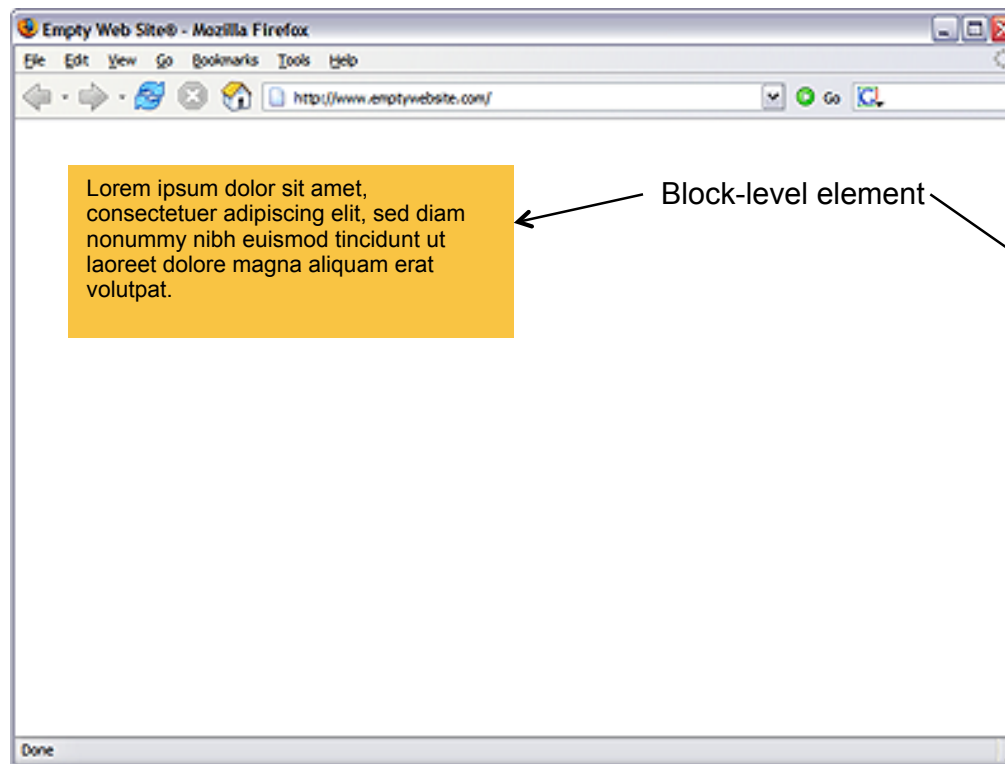 Empty Web Site® - Mozilla Firefox
File Edit View Go Bookmarks Tools Help
http://www.emptywebsite.com/ Go G
Lorem ipsum dolor sit amet,
consectetuer adipiscing elit, sed diam
nonummy nibh euismod tincidunt ut
laoreet dolore magna aliquam erat
volutpat.
Block-level element
Done